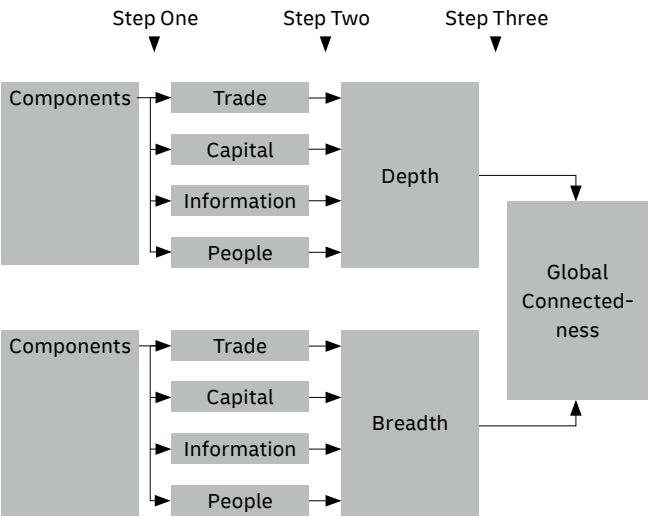 Step One
Step Two
Step Three
Components
Trade
Capital
Information
People
Depth
Global
Connected-
ness
Components
Trade
Capital
Information
People
Breadth